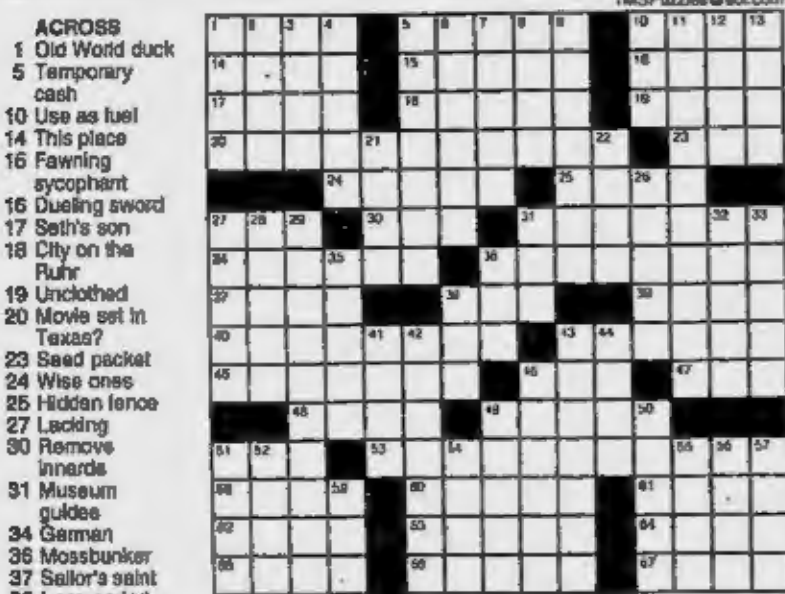 ACROSS
1 Old World duck
5 Temporary
cash
10 Use as fuel
14 This place
15 Fawning
sycophant
16 Dueling sword
17 Seth's son
18 City on the
Ruhr
19 Unclothed
20 Movie set in
Texas?
23 Seed packet
24 Wise ones
25 Hidden fence
27 Lacking
30 Remove
innards
31 Museum
guides
34 German
36 Mossbunker
37 Sailor's saint
1 2 3 4 5 6 7 8 9 10 11 12 13
14 15 16
17 18 19
20 21 22 23
24 25 26
27 28 29 30 31 32 33
34 35 36
37 38 39
40 41 42 43 44
45 46 47
48 49 50
51 52 53 54 55 56 57
58 59 60 61
62 63 64
65 66 67